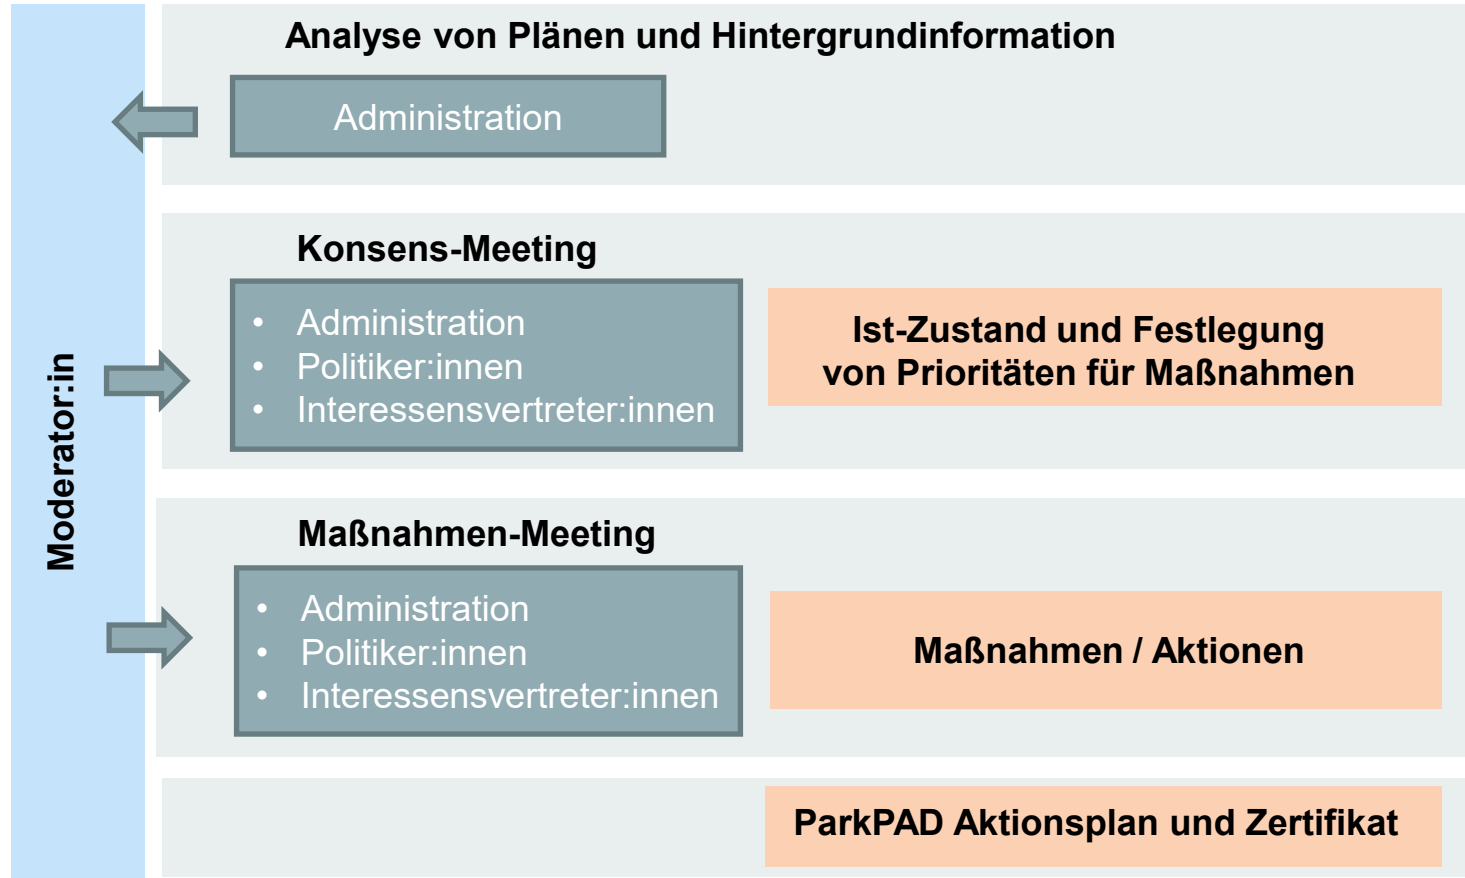 Analyse von Plänen und Hintergrundinformation
Administration
Moderator:in
Konsens-Meeting
• Administration
• Politiker:innen
• Interessensvertreter:innen
Ist-Zustand und Festlegung
von Prioritäten für Maßnahmen
Maßnahmen-Meeting
• Administration
• Politiker:innen
• Interessensvertreter:innen
Maßnahmen / Aktionen
ParkPAD Aktionsplan und Zertifikat